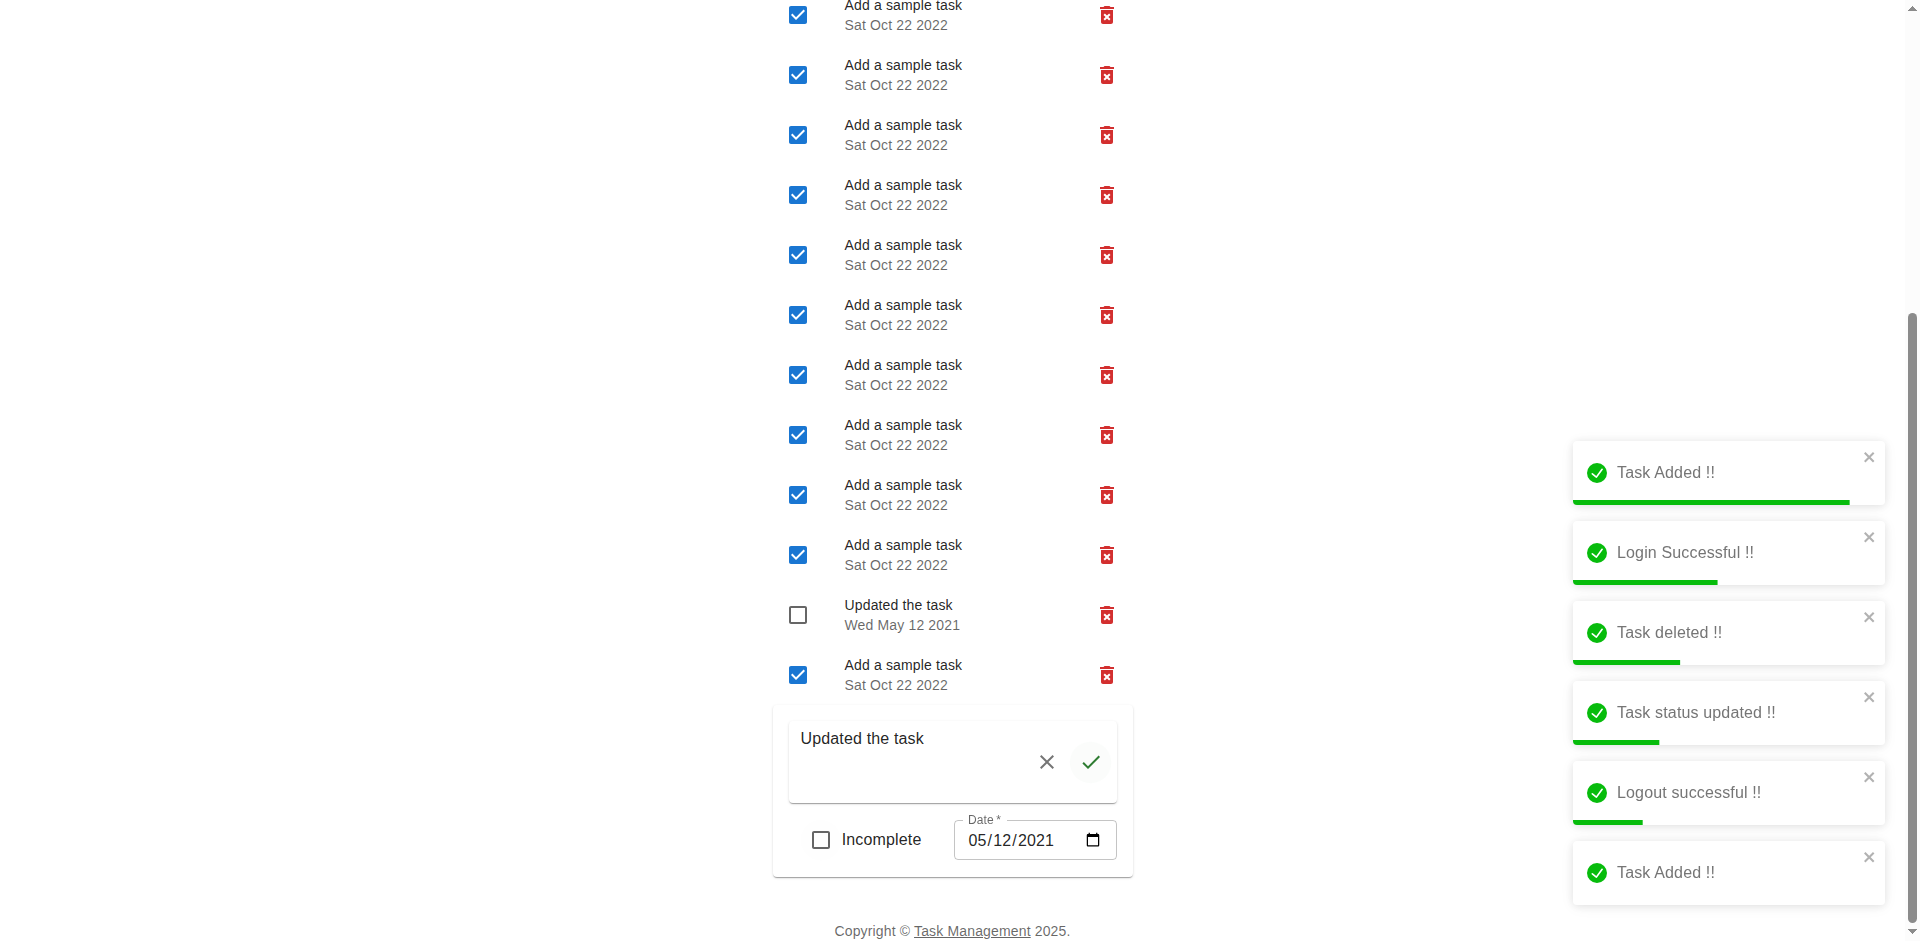 Add a sample task
Sat Oct 22 2022
Add a sample task
Sat Oct 22 2022
Add a sample task
Sat Oct 22 2022
Add a sample task
Sat Oct 22 2022
Add a sample task
Sat Oct 22 2022
Add a sample task
Sat Oct 22 2022
Add a sample task
Sat Oct 22 2022
Add a sample task
Sat Oct 22 2022
Add a sample task
Sat Oct 22 2022
Add a sample task
Sat Oct 22 2022
Updated the task
Wed May 12 2021
Add a sample task
Sat Oct 22 2022
Updated the task
Date *
Incomplete
05/12/2021
Copyright © Task Management 2025.
Task Added !!
Login Successful !!
Task deleted !!
Task status updated !!
Logout successful !!
Task Added !!